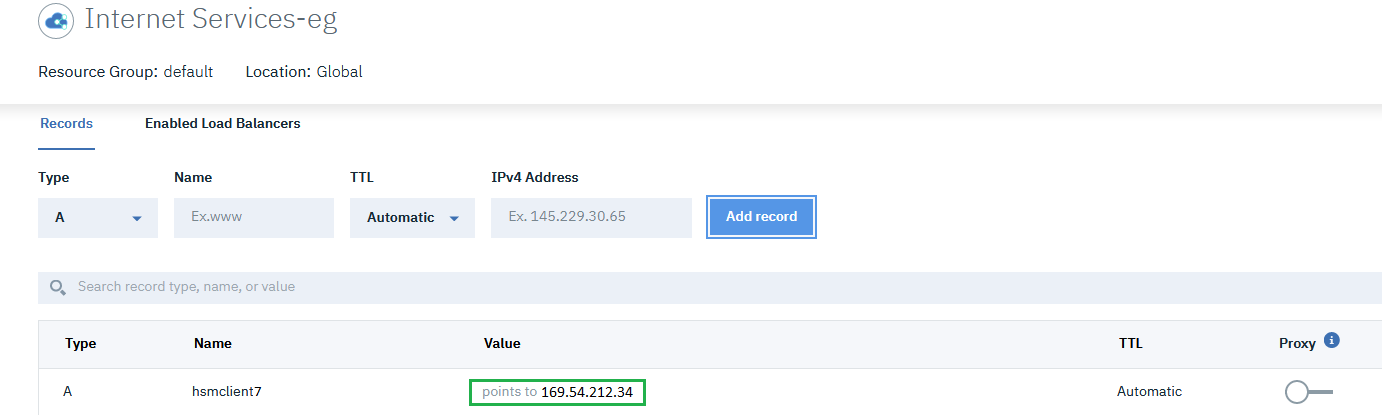 Internet Services-eg
Resource Group: default Location: Global
Records Enabled Load Balancers
Type Name TTL IPv4 Address
A Ex.www Automatic Ex. 145.229.30.65 Add record
Search record type, name, or value
Type Name Value TTL Proxy i
A hsmclient7 points to 169.54.212.34 Automatic